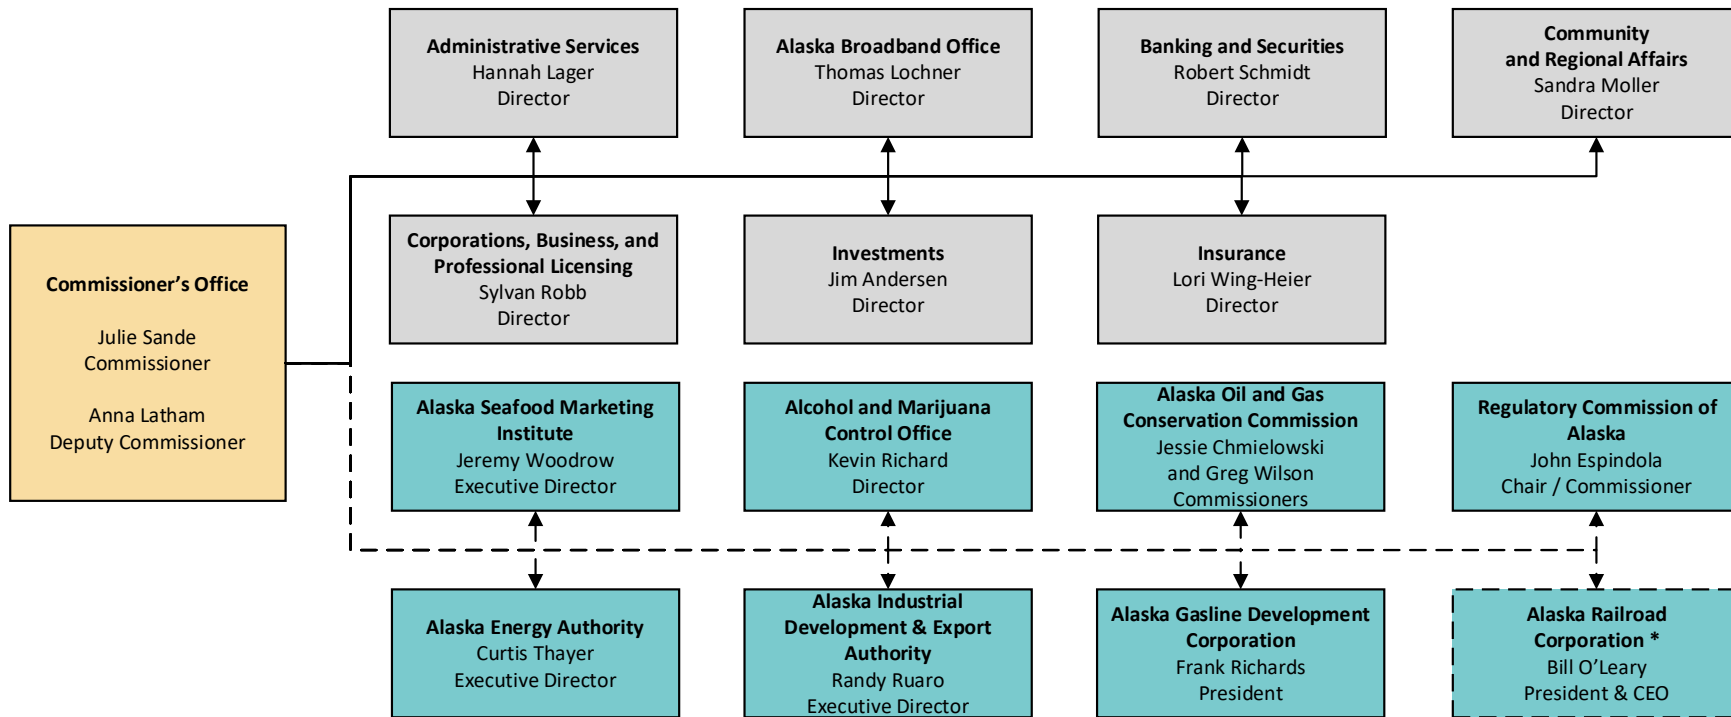 Administrative Services
Hannah Lager
Director
Alaska Broadband Office
Thomas Lochner
Director
Banking and Securities
Robert Schmidt
Director
Community
and Regional Affairs
Sandra Moller
Director
Commissioner’s Office
Julie Sande
Commissioner
Anna Latham
Deputy Commissioner
Corporations, Business, and
Professional Licensing
Sylvan Robb
Director
Investments
Jim Andersen
Director
Insurance
Lori Wing-Heier
Director
Alaska Seafood Marketing
Institute
Jeremy Woodrow
Executive Director
Alcohol and Marijuana
Control Office
Kevin Richard
Director
Alaska Oil and Gas
Conservation Commission
Jessie Chmielowski
and Greg Wilson
Commissioners
Regulatory Commission of
Alaska
John Espindola
Chair / Commissioner
Alaska Energy Authority
Curtis Thayer
Executive Director
Alaska Industrial
Development & Export
Authority
Randy Ruaro
Executive Director
Alaska Gasline Development
Corporation
Frank Richards
President
Alaska Railroad
Corporation *
Bill O’Leary
President & CEO